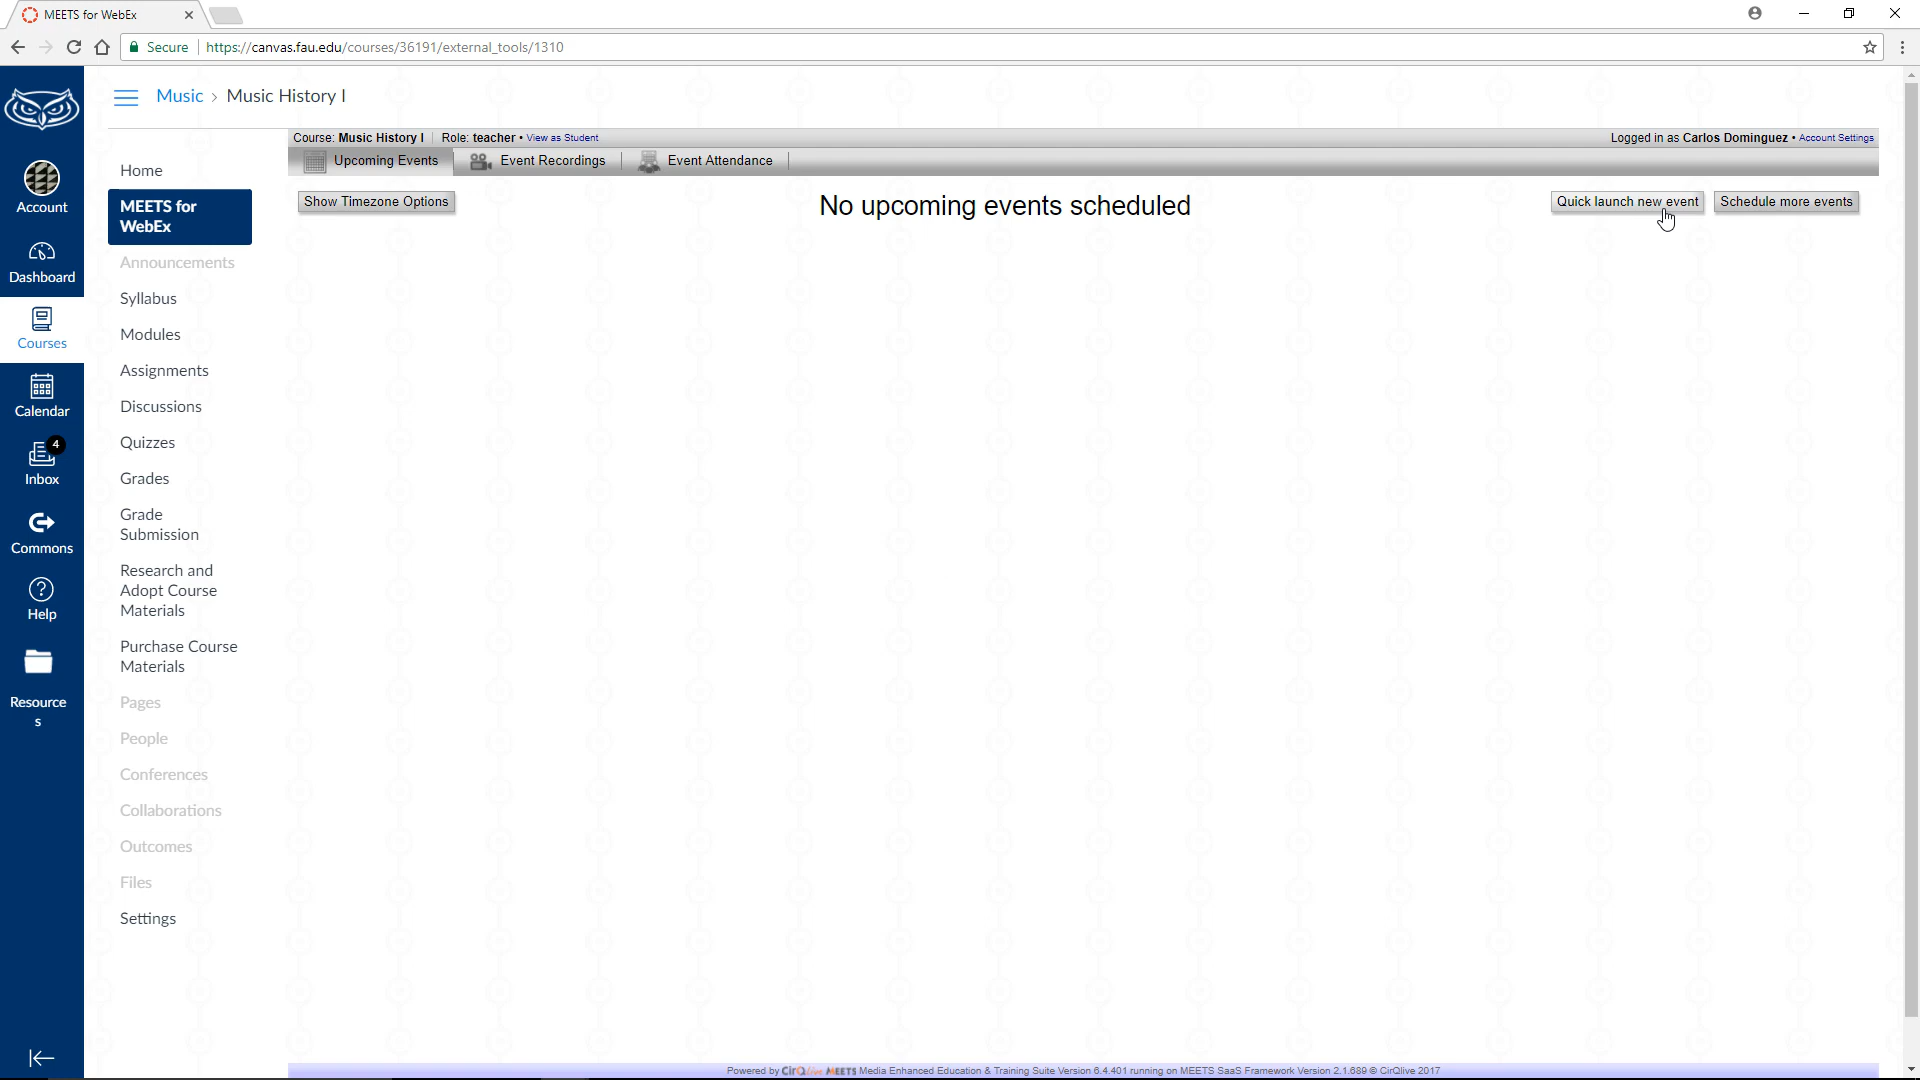 MEETS for WebEx
Secure https://canvas.fau.edu/courses/36191/external_tools/1310
Music > Music History I
Account
Dashboard
Courses
Calendar
4
Inbox
Commons
Help
Resource
s
Home
MEETS for
WebEx
Announcements
Syllabus
Modules
Assignments
Discussions
Quizzes
Grades
Grade
Submission
Research and
Adopt Course
Materials
Purchase Course
Materials
Pages
People
Conferences
Collaborations
Outcomes
Files
Settings
Course: Music History I | Role: teacher • View as Student
Logged in as Carlos Dominguez • Account Settings
Upcoming Events
Event Recordings
Event Attendance
Show Timezone Options
No upcoming events scheduled
Quick launch new event
Schedule more events
Powered by CirQlive MEETS Media Enhanced Education & Training Suite Version 6.4.401 running on MEETS SaaS Framework Version 2.1.689 © CirQlive 2017